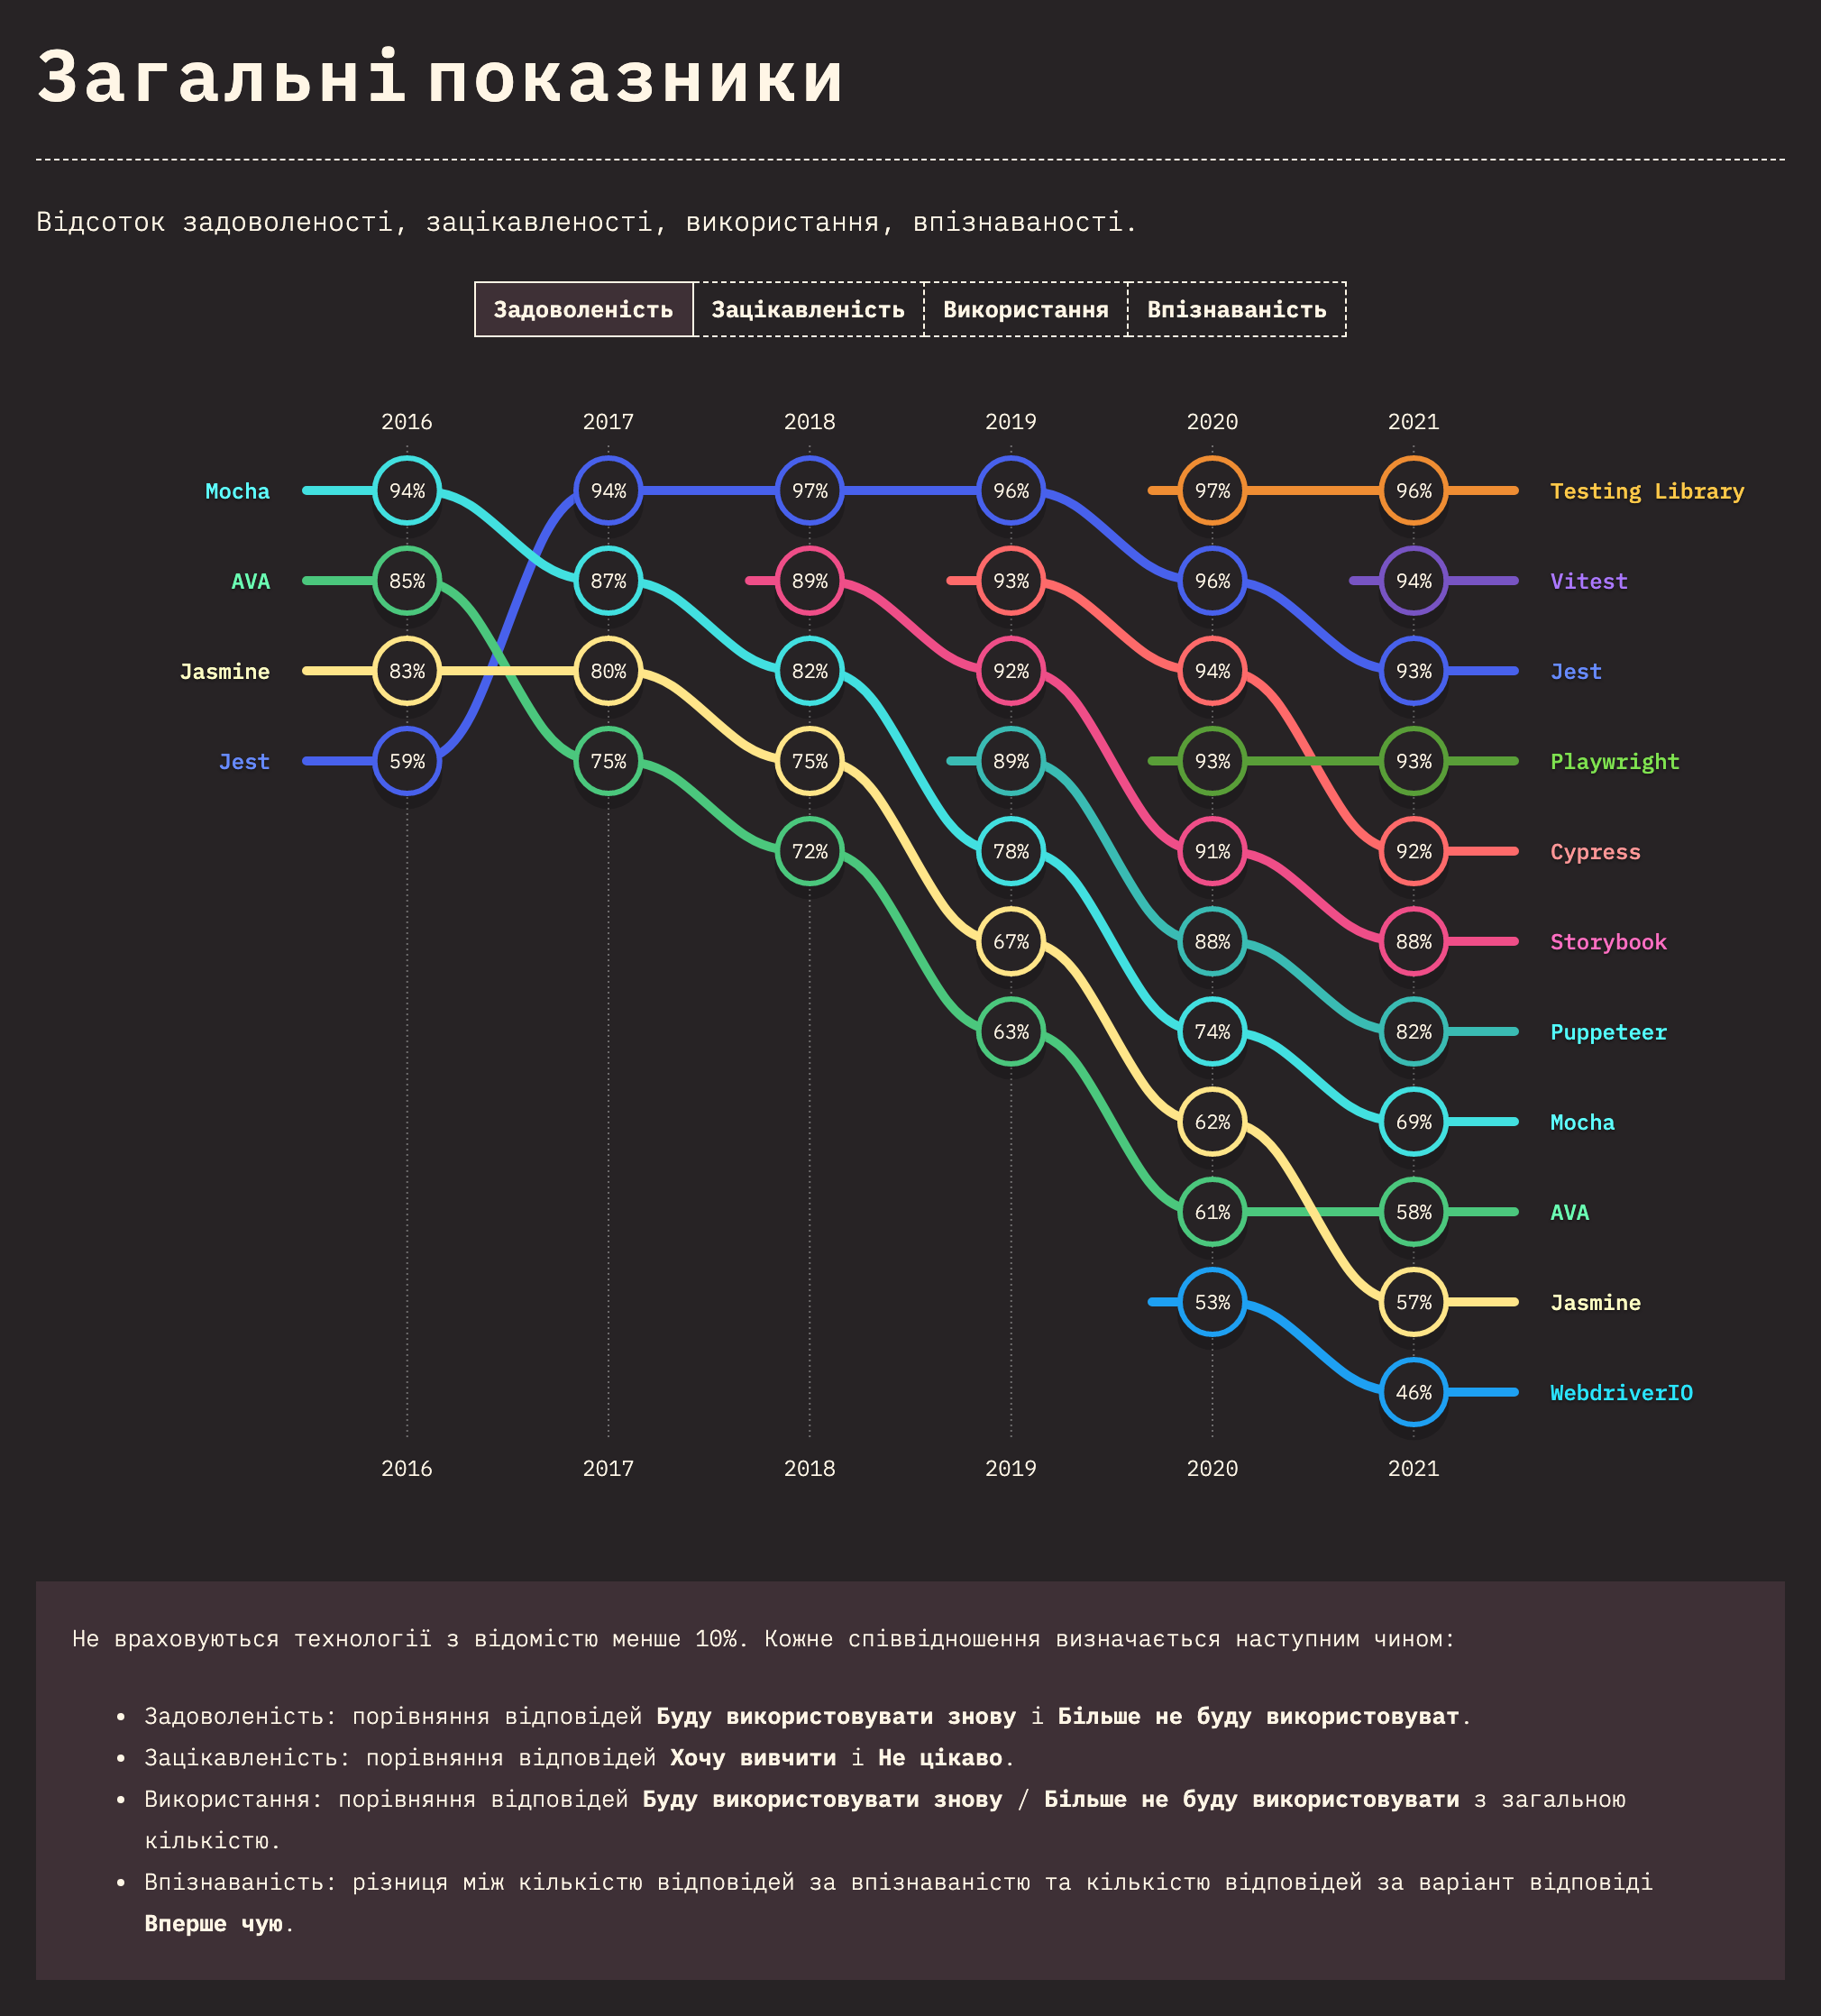 Загальні показники
Відсоток задоволеності, зацікавленості, використання, впізнаваності.
Задоволеність Зацікавленість Використання Впізнаваність
2016 2017 2018 2019 2020 2021
Mocha 94% 94% 97% 96% 97% 96% Testing Library
AVA 85% 87% 89% 93% 96% 94% Vitest
Jasmine 83% 80% 82% 92% 94% 93% Jest
Jest 59% 75% 75% 89% 93% 93% Playwright
72% 78% 91% 92% Cypress
67% 88% 88% Storybook
63% 74% 82% Puppeteer
62% 69% Mocha
61% 58% AVA
53% 57% Jasmine
46% WebdriverIO
2016 2017 2018 2019 2020 2021
Не враховуються технології з відомістю менше 10%. Кожне співвідношення визначається наступним чином:
• Задоволеність: порівняння відповідей Буду використовувати знову і Більше не буду використовуват.
• Зацікавленість: порівняння відповідей Хочу вивчити і Не цікаво.
• Використання: порівняння відповідей Буду використовувати знову / Більше не буду використовувати з загальною
кількістю.
• Впізнаваність: різниця між кількістю відповідей за впізнаваністю та кількістю відповідей за варіант відповіді
Вперше чую.